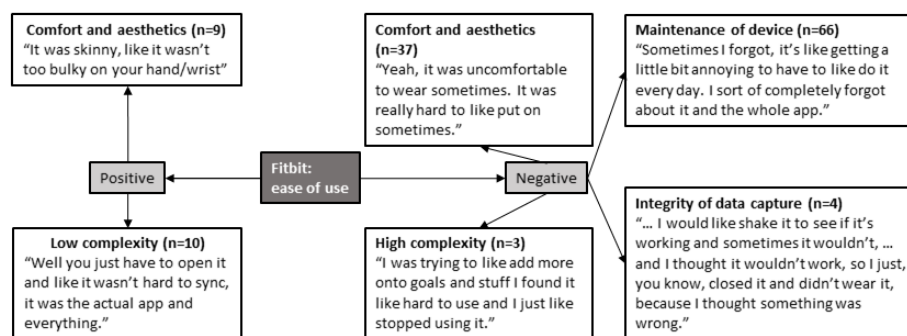 Comfort and aesthetics (n=9)
“It was skinny, like it wasn’t
too bulky on your hand/wrist”
Comfort and aesthetics
(n=37)
“Yeah, it was uncomfortable
to wear sometimes. It was
really hard to like put on
sometimes.”
Maintenance of device (n=66)
“Sometimes I forgot, it’s like getting a
little bit annoying to have to like do it
every day. I sort of completely forgot
about it and the whole app.”
Positive
Fitbit:
ease of use
Negative
Low complexity (n=10)
“Well you just have to open it
and like it wasn’t hard to sync,
it was the actual app and
everything.”
High complexity (n=3)
“I was trying to like add more
onto goals and stuff I found it
like hard to use and I just like
stopped using it.”
Integrity of data capture (n=4)
“… I would like shake it to see if it’s
working and sometimes it wouldn’t, …
and I thought it wouldn’t work, so I just,
you know, closed it and didn’t wear it,
because I thought something was
wrong.”